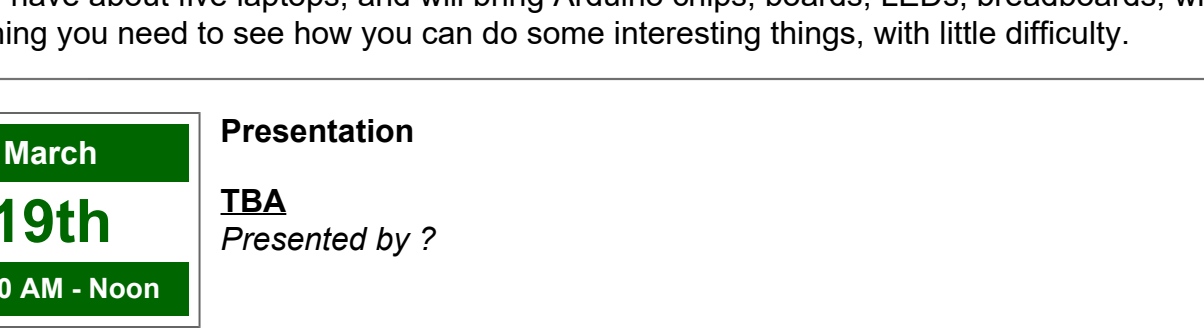 have about five laptops, and will bring Arduino chips, boards, LEDs, breadboards,
you need to see how you can do some interesting things, with little difficulty.
March
19th
AM - Noon
Presentation
TBA
Presented by ?